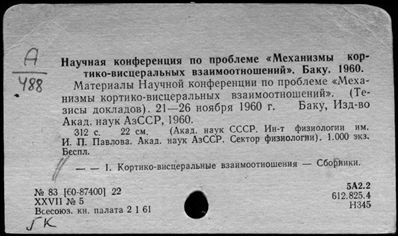 А
488
Научная конференция по проблеме «Механизмы кор-
тико-висцеральных взаимоотношений». Баку. 1960.
Материалы Научной конференции по проблеме «Меха-
низмы кортико-висцеральных взаимоотношений». (Те-
зисы докладов). 21—26 ноября 1960 г. Баку, Изд-во
Акад. наук АзССР, 1960.
312 с. 22 см. (Акад. наук СССР. Ин-т физиологии им.
И. П. Павлова. Акад. наук АзССР. Сектор физиологии). 1.000 экз.
Беспл.
— — 1. Кортико-висцеральные взаимоотношения — Сборники.
№ 83 [60-87400] 22
XXVII № 5
Всесоюз. кн. палата 2 1 61
5А2.2
612.825.4
Н345